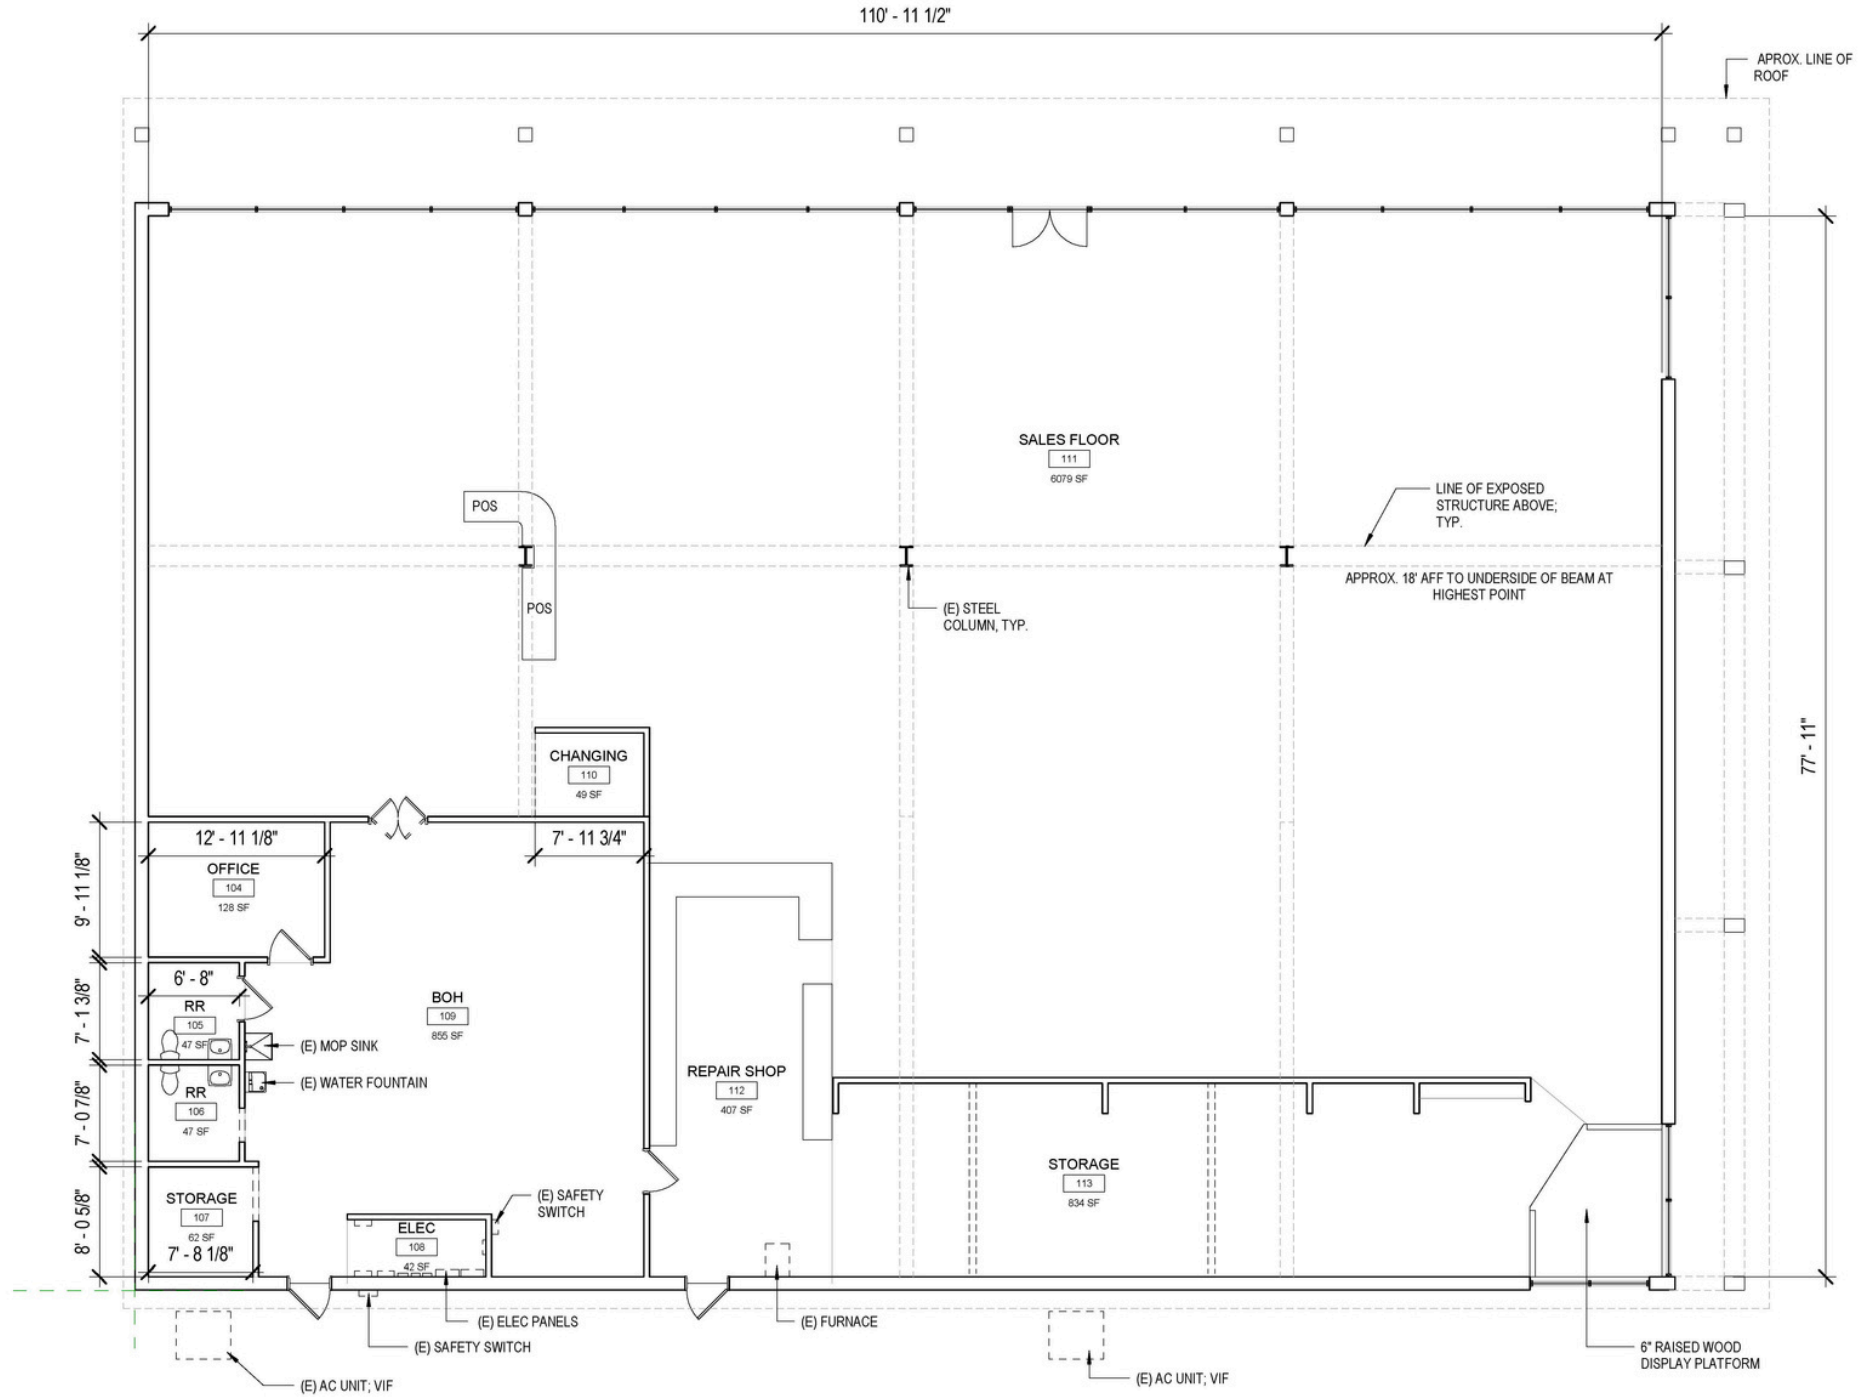 110' - 11 1/2"
APROX. LINE OF
ROOF
SALES FLOOR
111
6079 SF
LINE OF EXPOSED
STRUCTURE ABOVE;
TYP.
POS
APPROX. 18' AFF TO UNDERSIDE OF BEAM AT
HIGHEST POINT
POS
(E) STEEL
COLUMN, TYP.
77' - 11"
CHANGING
110
49 SF
12' - 11 1/8"
7' - 11 3/4"
9' - 11 1/8"
OFFICE
104
128 SF
6' - 8"
7' - 1 3/8"
RR
105
47 SF
(E) MOP SINK
BOH
109
855 SF
(E) WATER FOUNTAIN
7' - 0 7/8"
RR
106
47 SF
REPAIR SHOP
112
407 SF
STORAGE
113
834 SF
8' - 0 5/8"
STORAGE
107
62 SF
7' - 8 1/8"
(E) SAFETY
SWITCH
ELEC
108
42 SF
(E) ELEC PANELS
(E) FURNACE
(E) SAFETY SWITCH
6" RAISED WOOD
DISPLAY PLATFORM
(E) AC UNIT; VIF
(E) AC UNIT; VIF